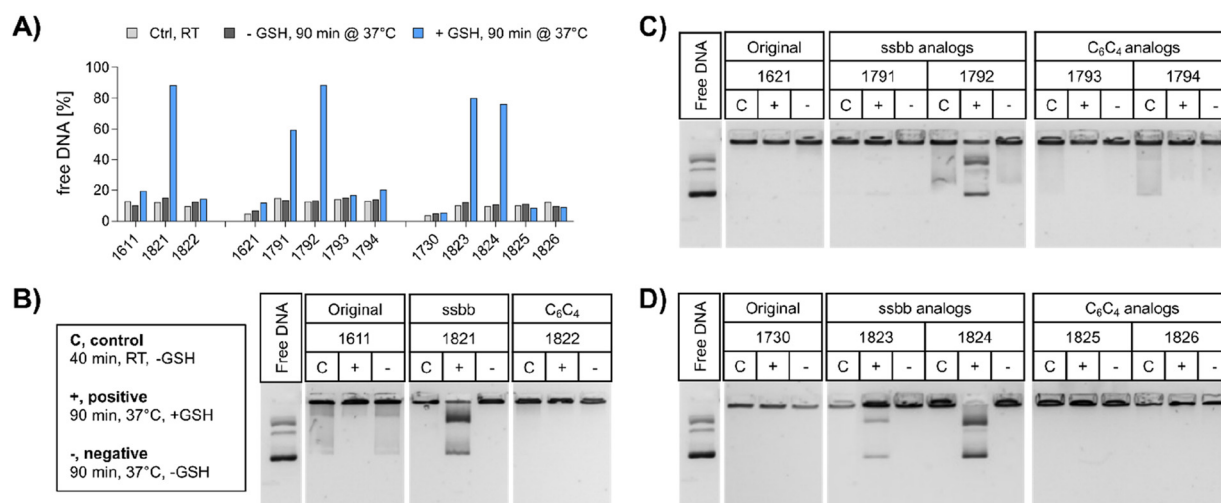 A)
Ctrl, RT - GSH, 90 min @ 37°C + GSH, 90 min @ 37°C
free DNA [%]
100
80
60
40
20
0
1611 1821 1822 1621 1791 1792 1793 1794 1730 1823 1824 1825 1826
B)
C, control
40 min, RT, -GSH
+, positive
90 min, 37°C, +GSH
-, negative
90 min, 37°C, -GSH
Free DNA
Original ssbb C₆C₄
1611 1821 1822
C + - C + - C + -
C)
Free DNA
Original ssbb analogs C₆C₄ analogs
1621 1791 1792 1793 1794
C + - C + - C + - C + - C + -
D)
Free DNA
Original ssbb analogs C₆C₄ analogs
1730 1823 1824 1825 1826
C + - C + - C + - C + - C + -